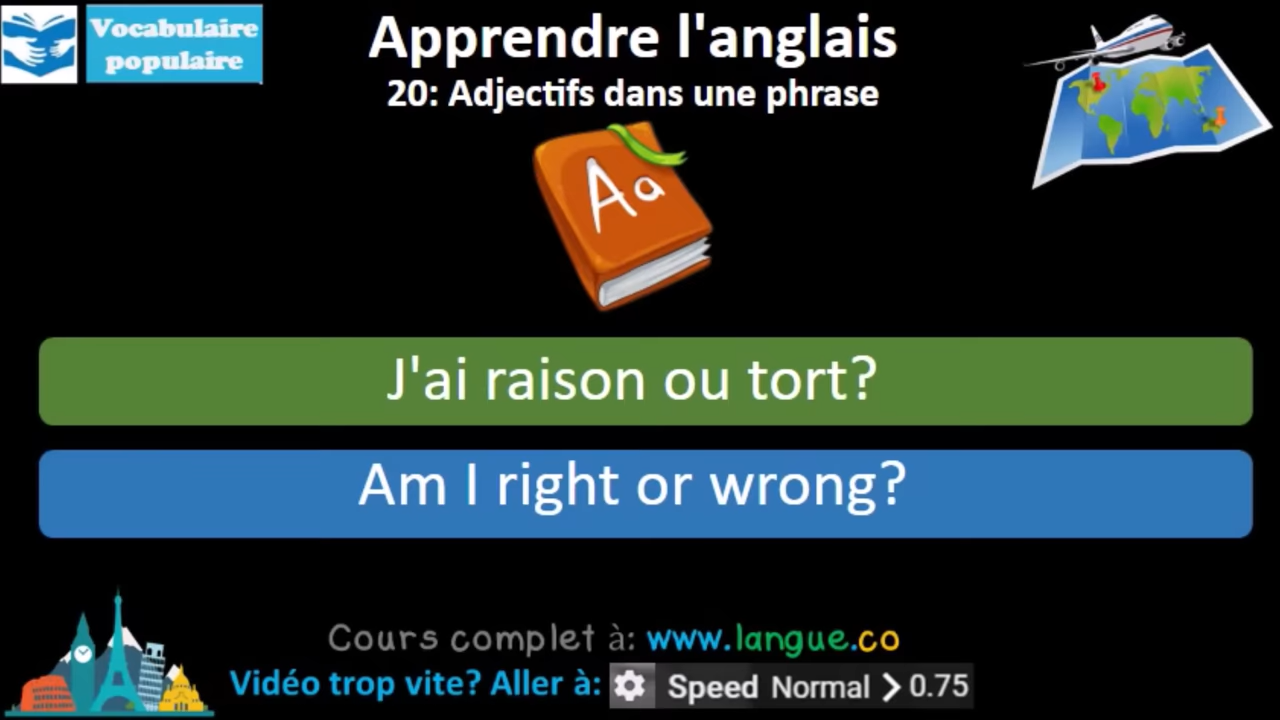 Vocabulaire
populaire
Apprendre l'anglais
20: Adjectifs dans une phrase
Aa
J'ai raison ou tort?
Am I right or wrong?
Cours complet à: www.langue.co
Vidéo trop vite? Aller à: Speed Normal > 0.75